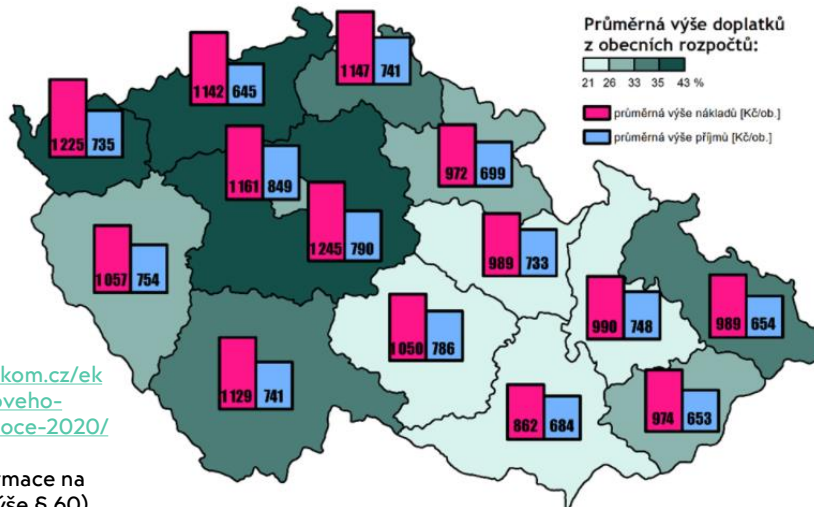 Průměrná výše doplatků
z obecních rozpočtů:
21 26 33 35 43 %
průměrná výše nákladů [Kč/ob.]
průměrná výše příjmů [Kč/ob.]
1 147 741
1 142 645
1 225 735
1 161 849
972 699
1 245 790
989 733
1 057 754
990 748
989 654
1 050 786
1 129 741
862 684
974 653
kom.cz/ek
oveho-
oce-2020/
rmace na
ýše § 60)